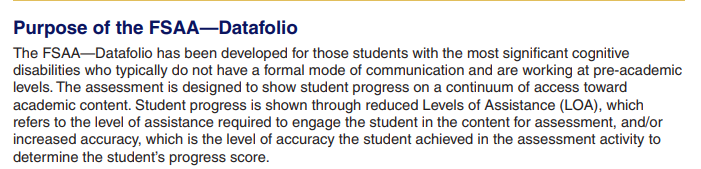 Purpose of the FSAA—Datafolio
The FSAA—Datafolio has been developed for those students with the most significant cognitive
disabilities who typically do not have a formal mode of communication and are working at pre-academic
levels. The assessment is designed to show student progress on a continuum of access toward
academic content. Student progress is shown through reduced Levels of Assistance (LOA), which
refers to the level of assistance required to engage the student in the content for assessment, and/or
increased accuracy, which is the level of accuracy the student achieved in the assessment activity to
determine the student's progress score.